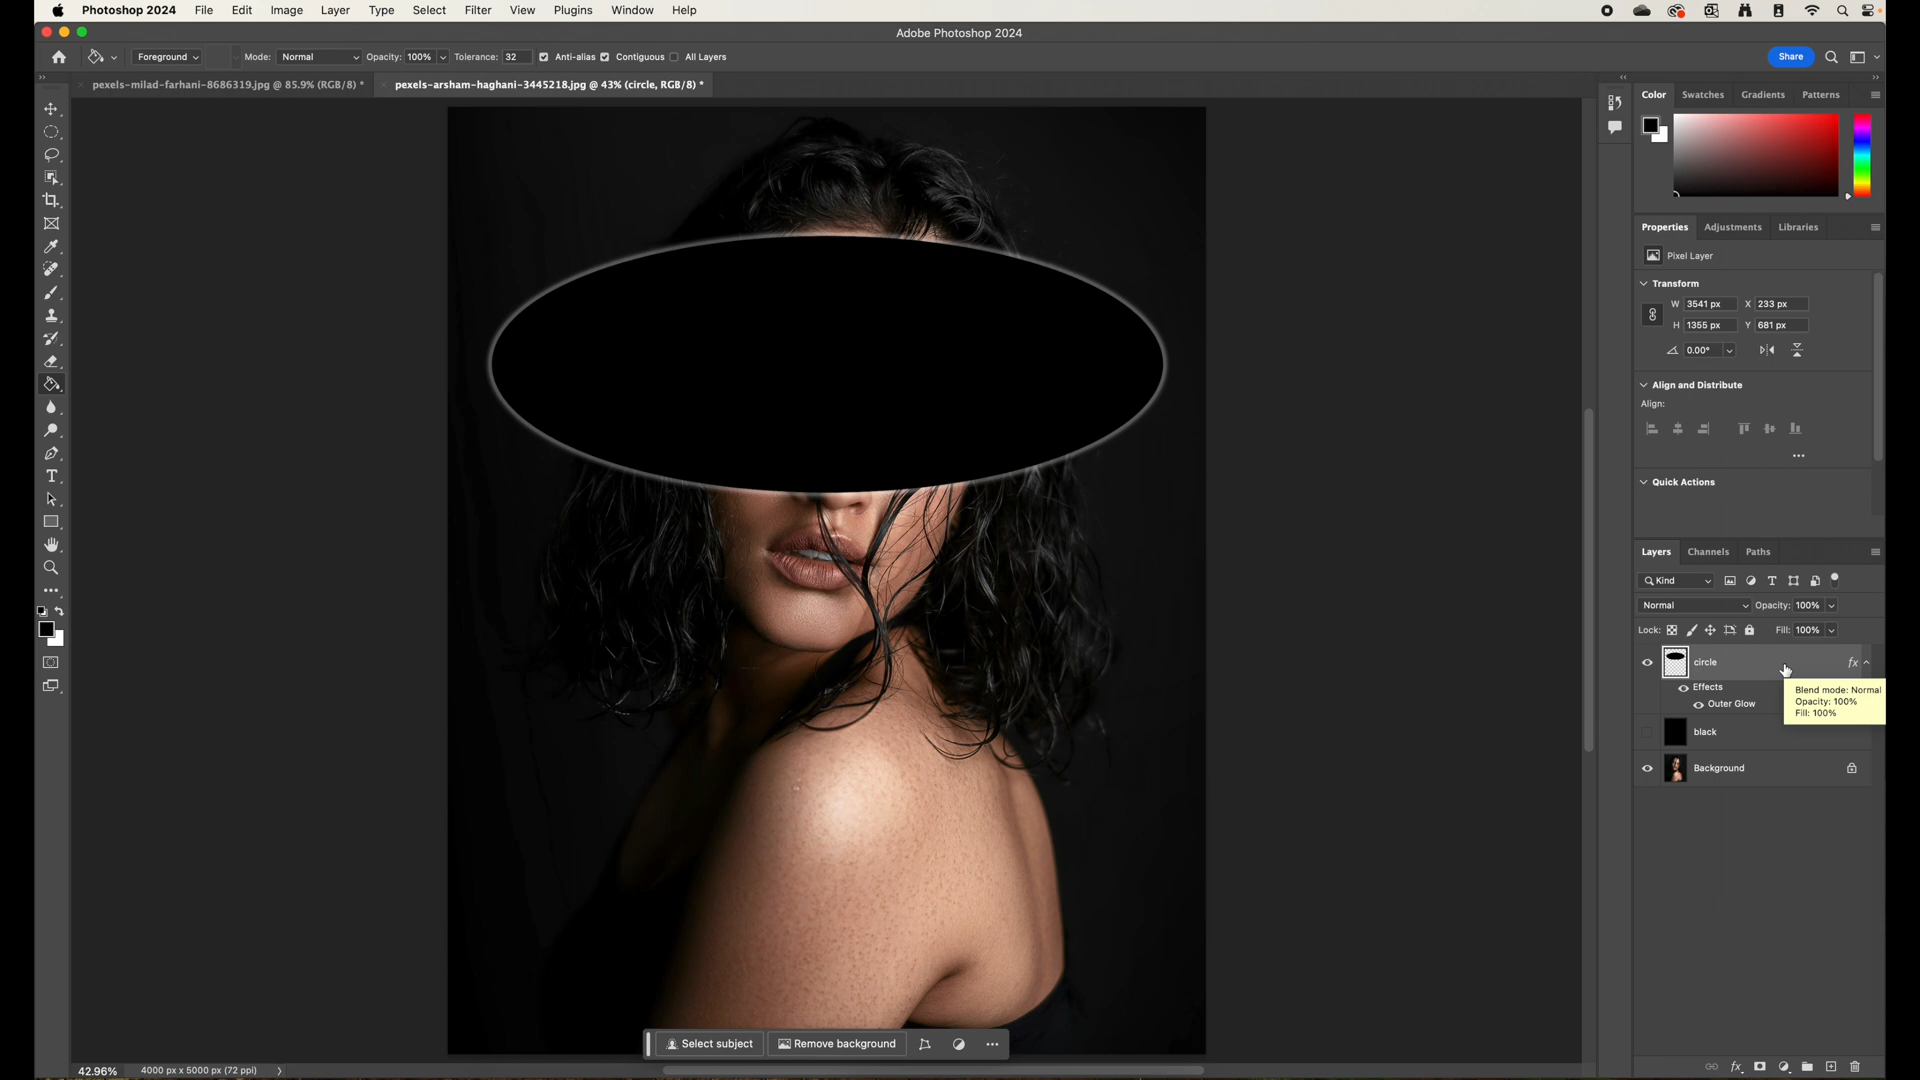 Photoshop 2024 File Edit Image Layer Type Select Filter View Plugins Window Help
Adobe Photoshop 2024
Foreground Mode: Normal Opacity: 100% Tolerance: 32 Anti-alias Contiguous All Layers Share
pexels-milad-farhani-8686319.jpg @ 85.9% (RGB/8) * pexels-arsham-haghani-3445218.jpg @ 43% (circle, RGB/8) *
Color Swatches Gradients Patterns
Properties Adjustments Libraries
Pixel Layer
Transform
W 3541 px X 233 px
H 1355 px Y 681 px
0.00°
Align and Distribute
Align:
Quick Actions
Layers Channels Paths
Kind
Normal Opacity: 100%
Lock: Fill: 100%
circle fx
Effects
Outer Glow
Blend mode: Normal
Opacity: 100%
Fill: 100%
black
Background
Select subject Remove background
42.96% 4000 px x 5000 px (72 ppi)
fx